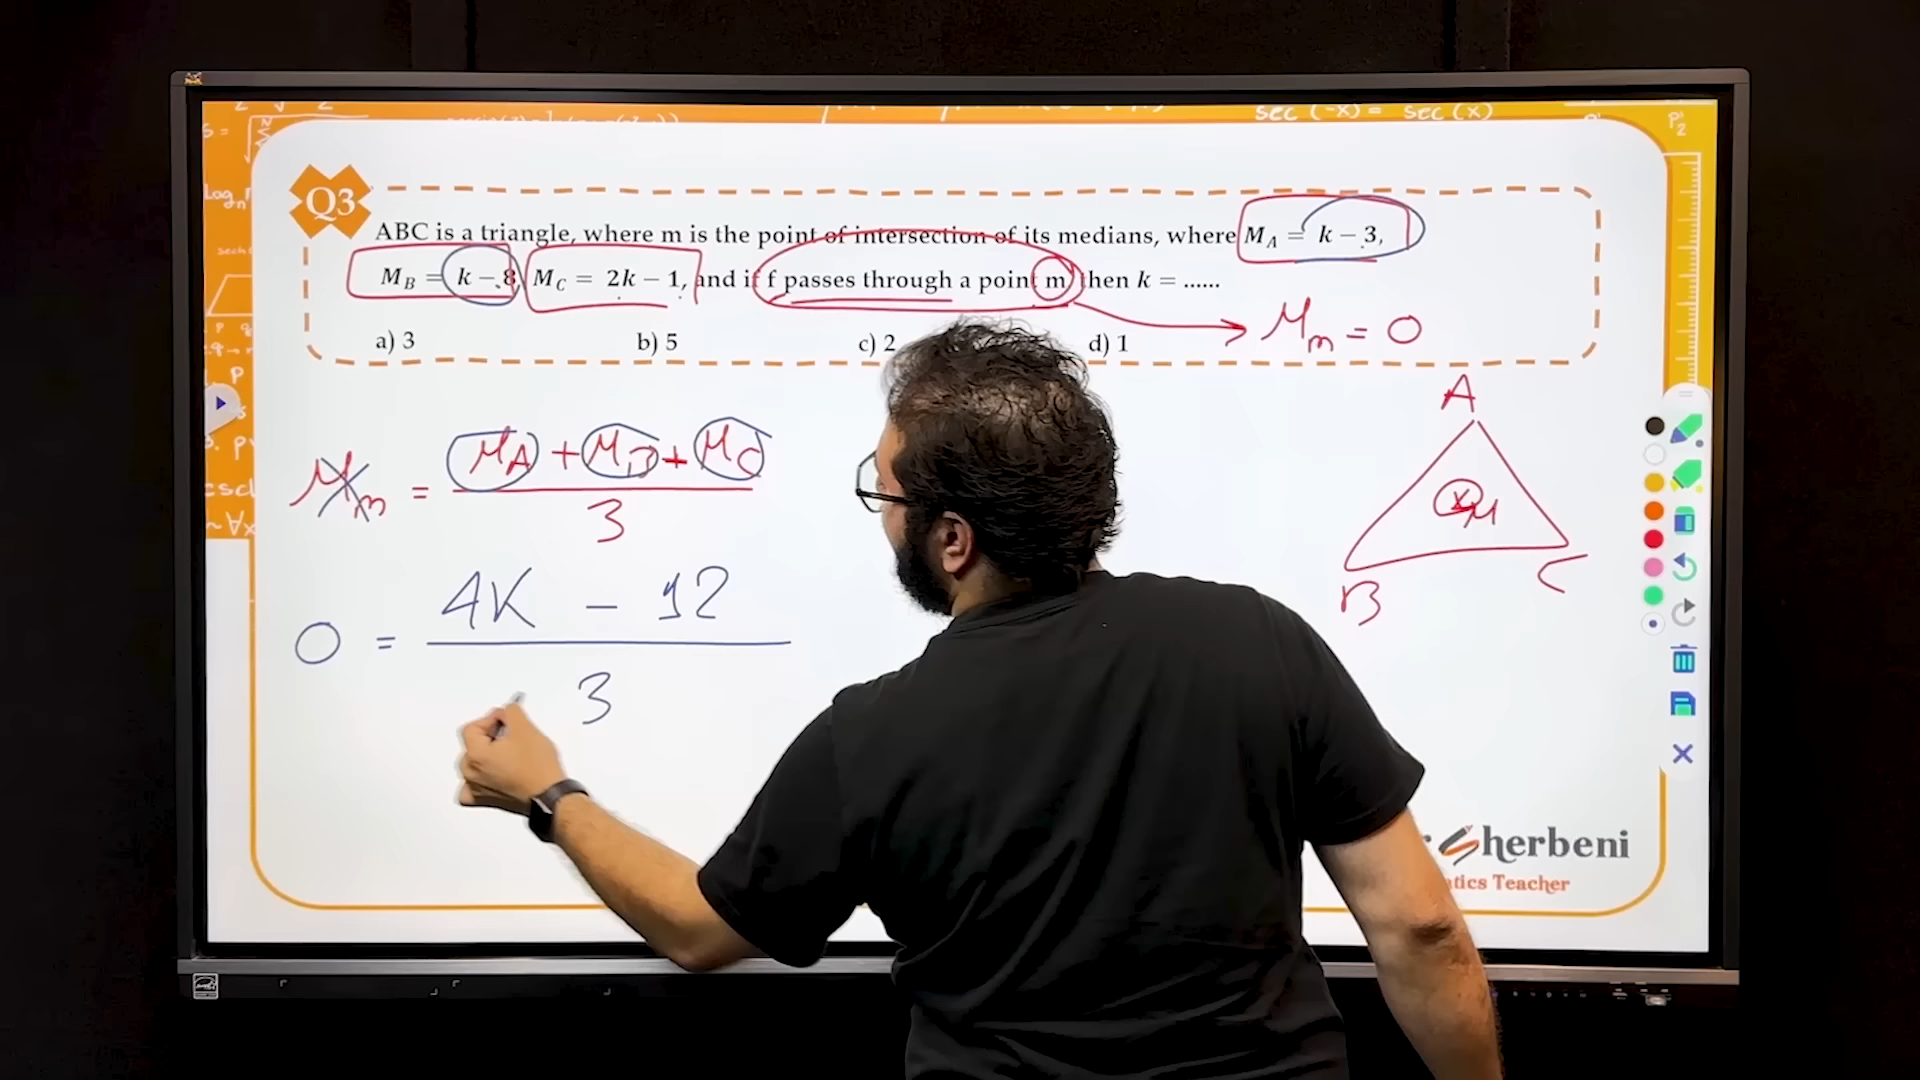 sec (-x) = sec (x)
Q3
ABC is a triangle, where m is the point of intersection of its medians, where M_A = k − 3,
M_B = k − 8, M_C = 2k − 1, and if f passes through a point m then k = ......
a) 3 b) 5 c) 2 d) 1
M_m = 0
A
M_m = M_A + M_B + M_C
3
M
B C
0 = 4K - 12
3
herbeni
tics Teacher